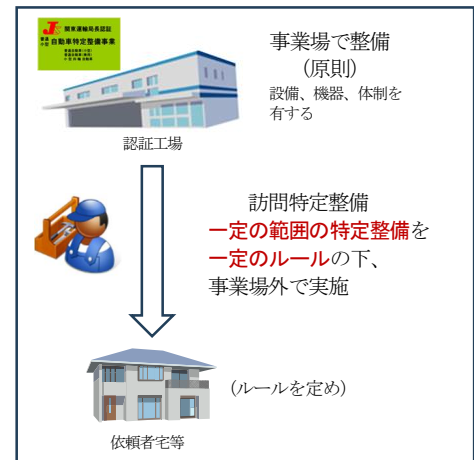 関東運輸局長認証
普通
小型
自動車特定整備事業
事業場で整備
(原則)
設備、機器、体制を
有する
認証工場
訪問特定整備
一定の範囲の特定整備を
一定のルールの下、
事業場外で実施
(ルールを定め)
依頼者宅等